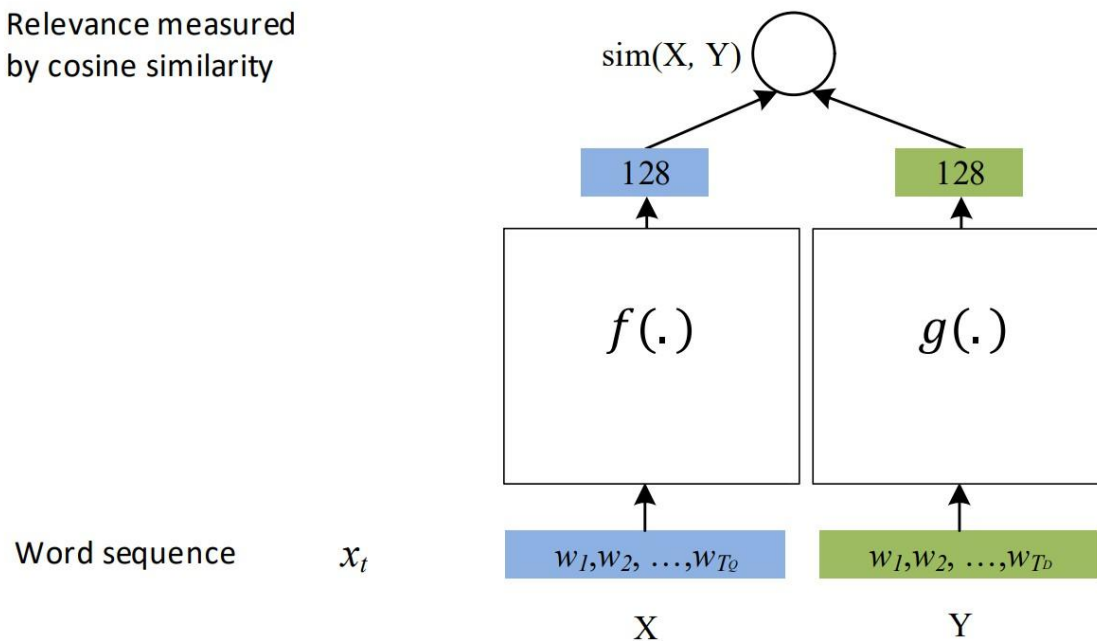 Relevance measured
by cosine similarity
sim(X, Y)
128 128
f(.) g(.)
Word sequence x_t w_1,w_2, …,w_{T_Q} w_1,w_2, …,w_{T_D}
X Y